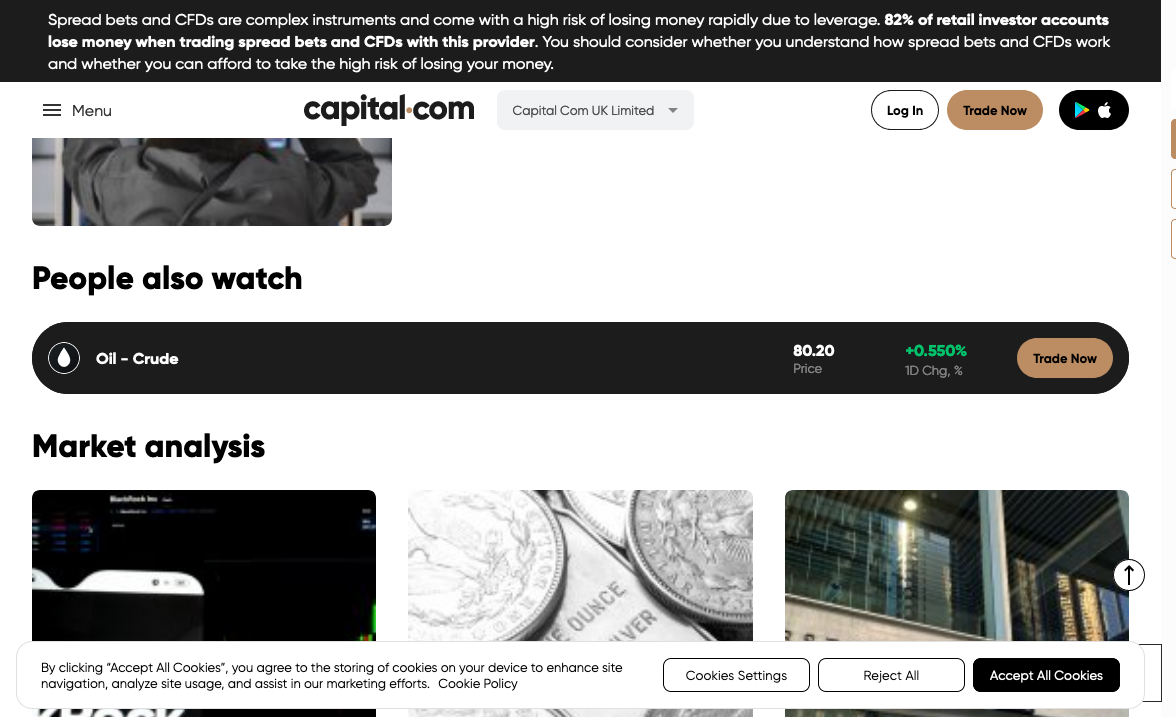 Spread bets and CFDs are complex instruments and come with a high risk of losing money rapidly due to leverage. 82% of retail investor accounts
lose money when trading spread bets and CFDs with this provider. You should consider whether you understand how spread bets and CFDs work
and whether you can afford to take the high risk of losing your money.
Menu
capital.com
Capital Com UK Limited
Log In
Trade Now
People also watch
Oil - Crude
80.20
Price
+0.550%
1D Chg, %
Trade Now
Market analysis
BlackRock Inc
E OUNCE
LVER
By clicking “Accept All Cookies”, you agree to the storing of cookies on your device to enhance site
navigation, analyze site usage, and assist in our marketing efforts. Cookie Policy
Cookies Settings
Reject All
Accept All Cookies